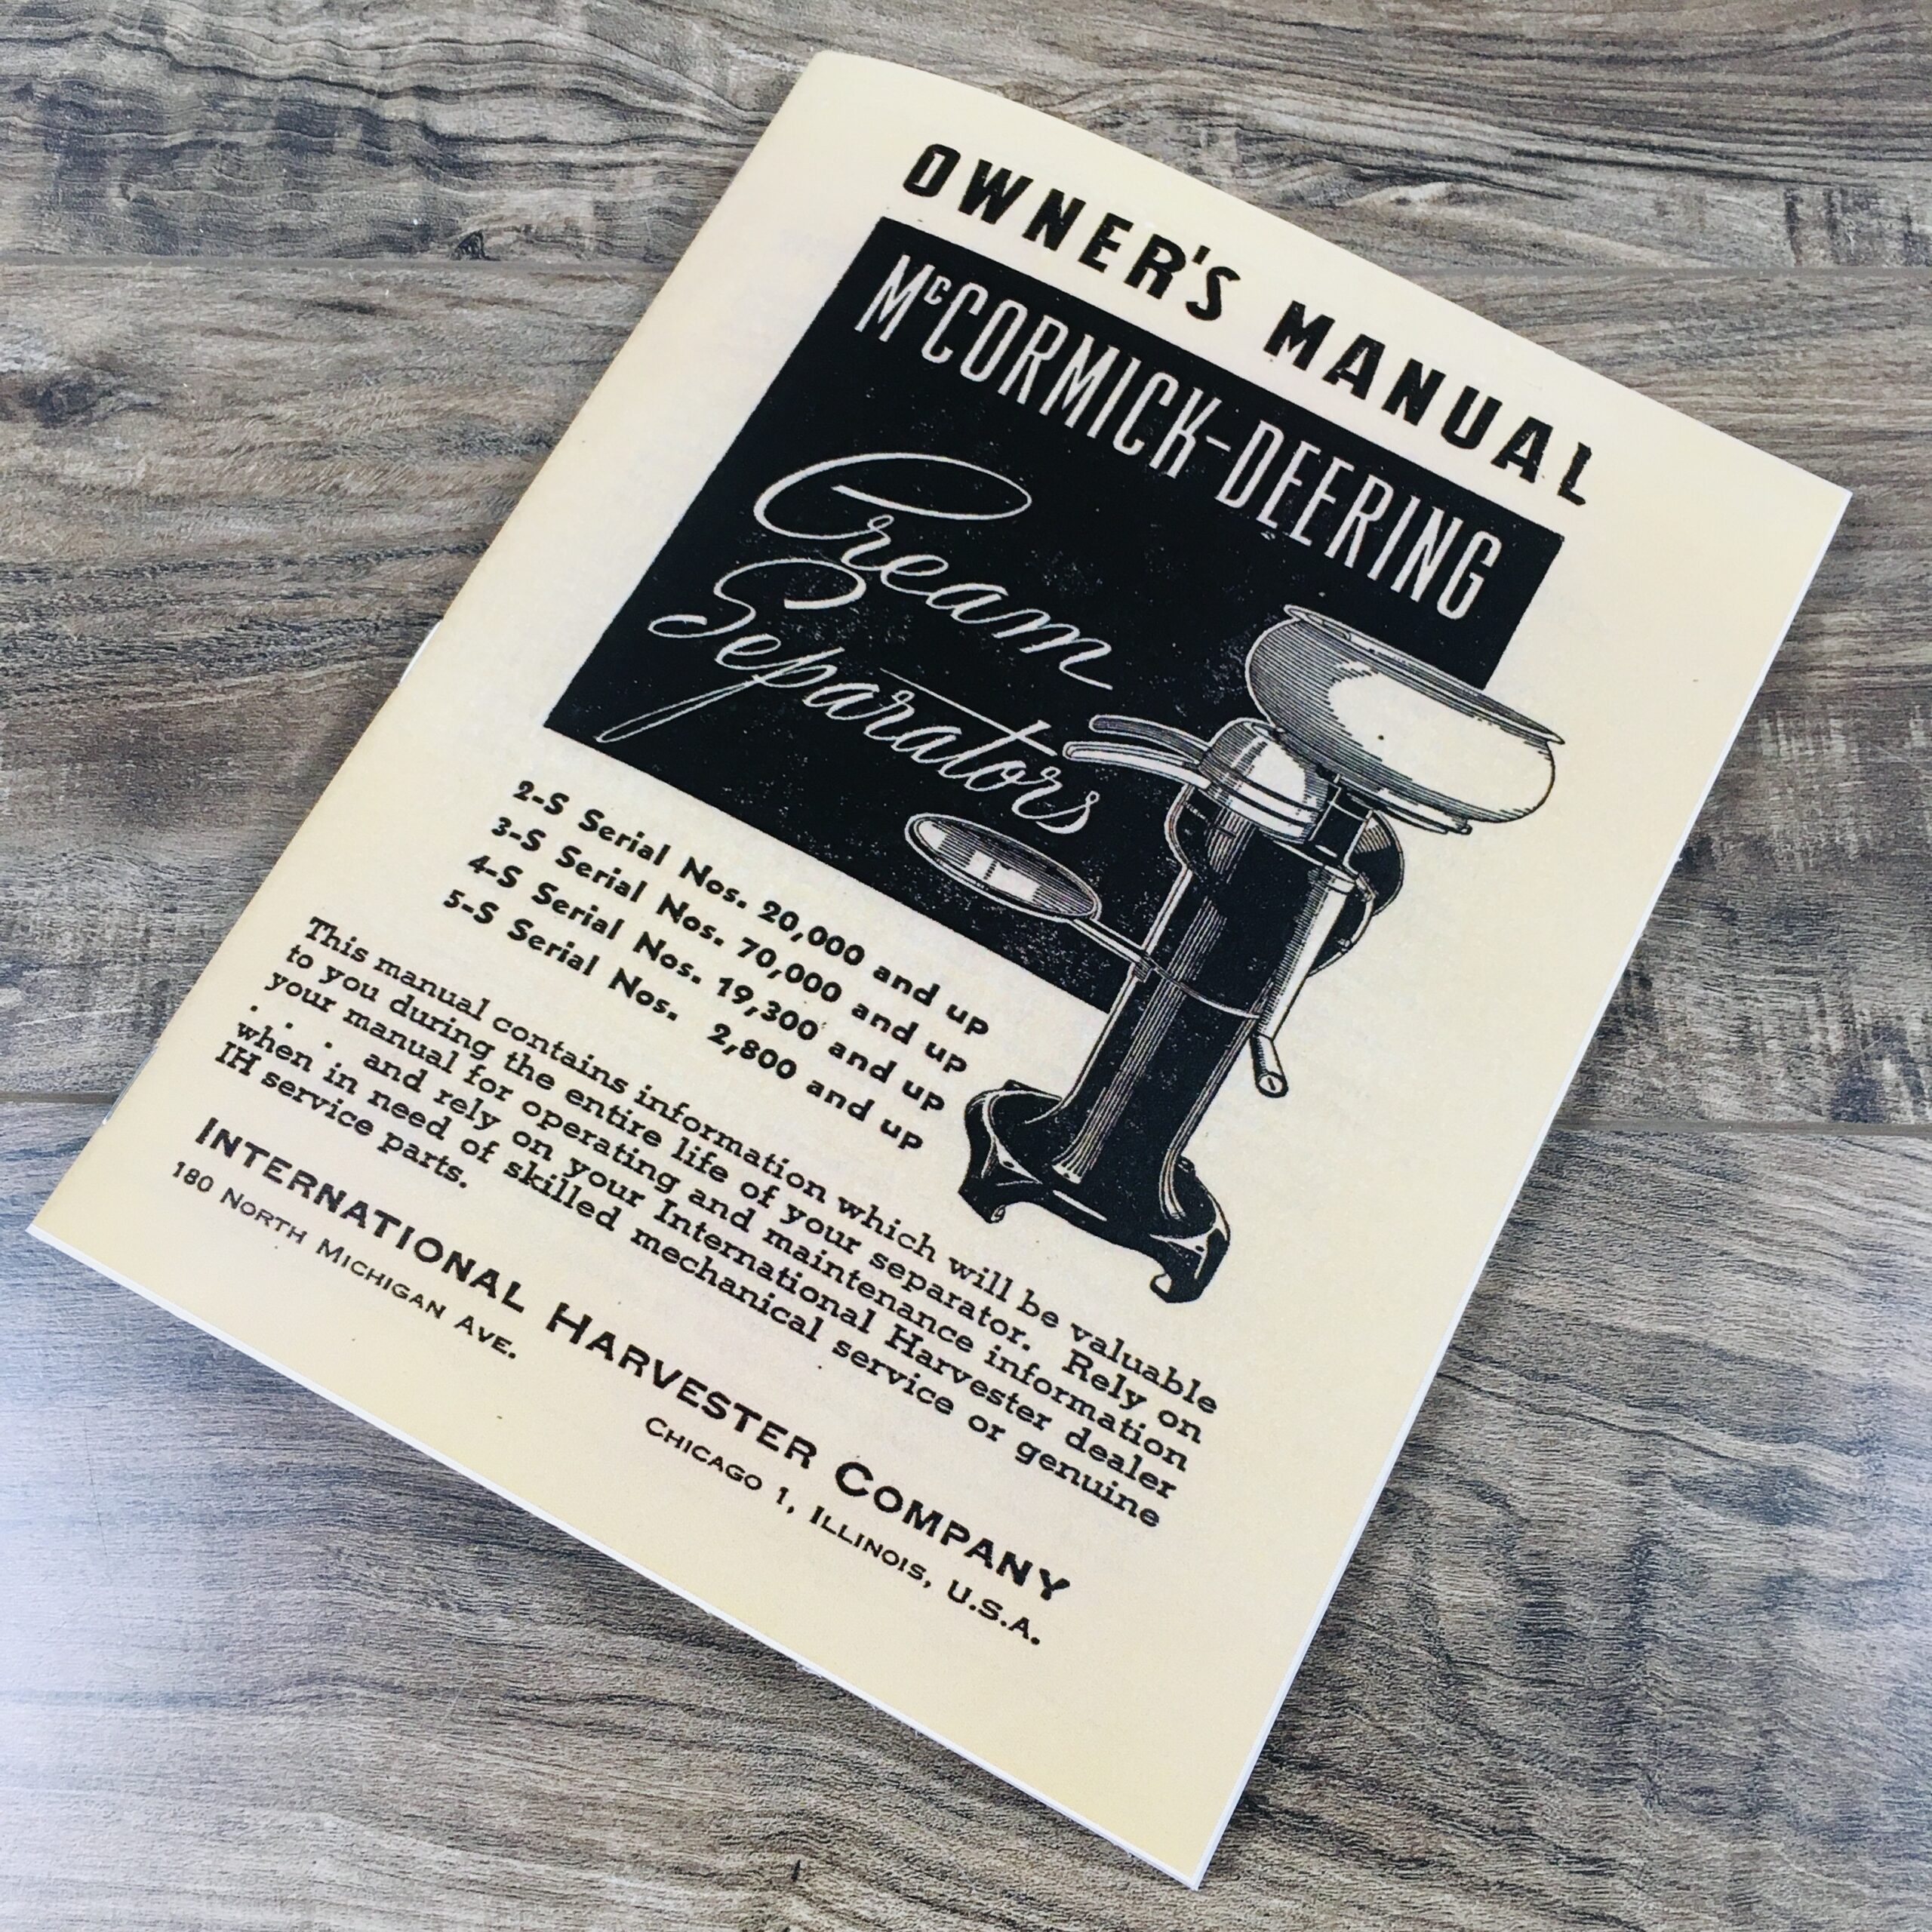 OWNER'S MANUAL
McCORMICK-DEERING
Cream
Separators
2-S Serial Nos. 20,000 and up
3-S Serial Nos. 70,000 and up
4-S Serial Nos. 19,300 and up
5-S Serial Nos. 2,800 and up
This manual contains information which will be valuable
to you during the entire life of your separator. Rely on
your manual for operating and maintenance information
. . . and rely on your International Harvester dealer
when in need of skilled mechanical service or genuine
IH service parts.
INTERNATIONAL HARVESTER COMPANY
180 NORTH MICHIGAN AVE. CHICAGO 1, ILLINOIS, U.S.A.